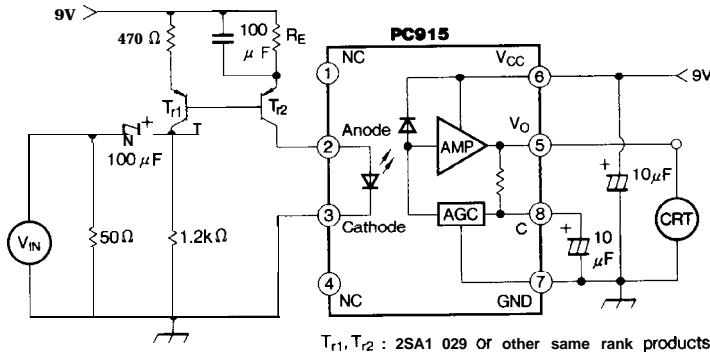 9V
470 Ω
100
μ F
R_E
PC915
NC
V_CC
1
6
9V
T_r1
T_r2
T
N
+
100 μF
Anode
V_O
2
5
AMP
+
10μF
3
AGC
8
CRT
V_IN
50Ω
1.2kΩ
Cathode
C
+
10
μF
4
7
NC
GND
T_r1, T_r2 : 2SA1 029 or other same rank products